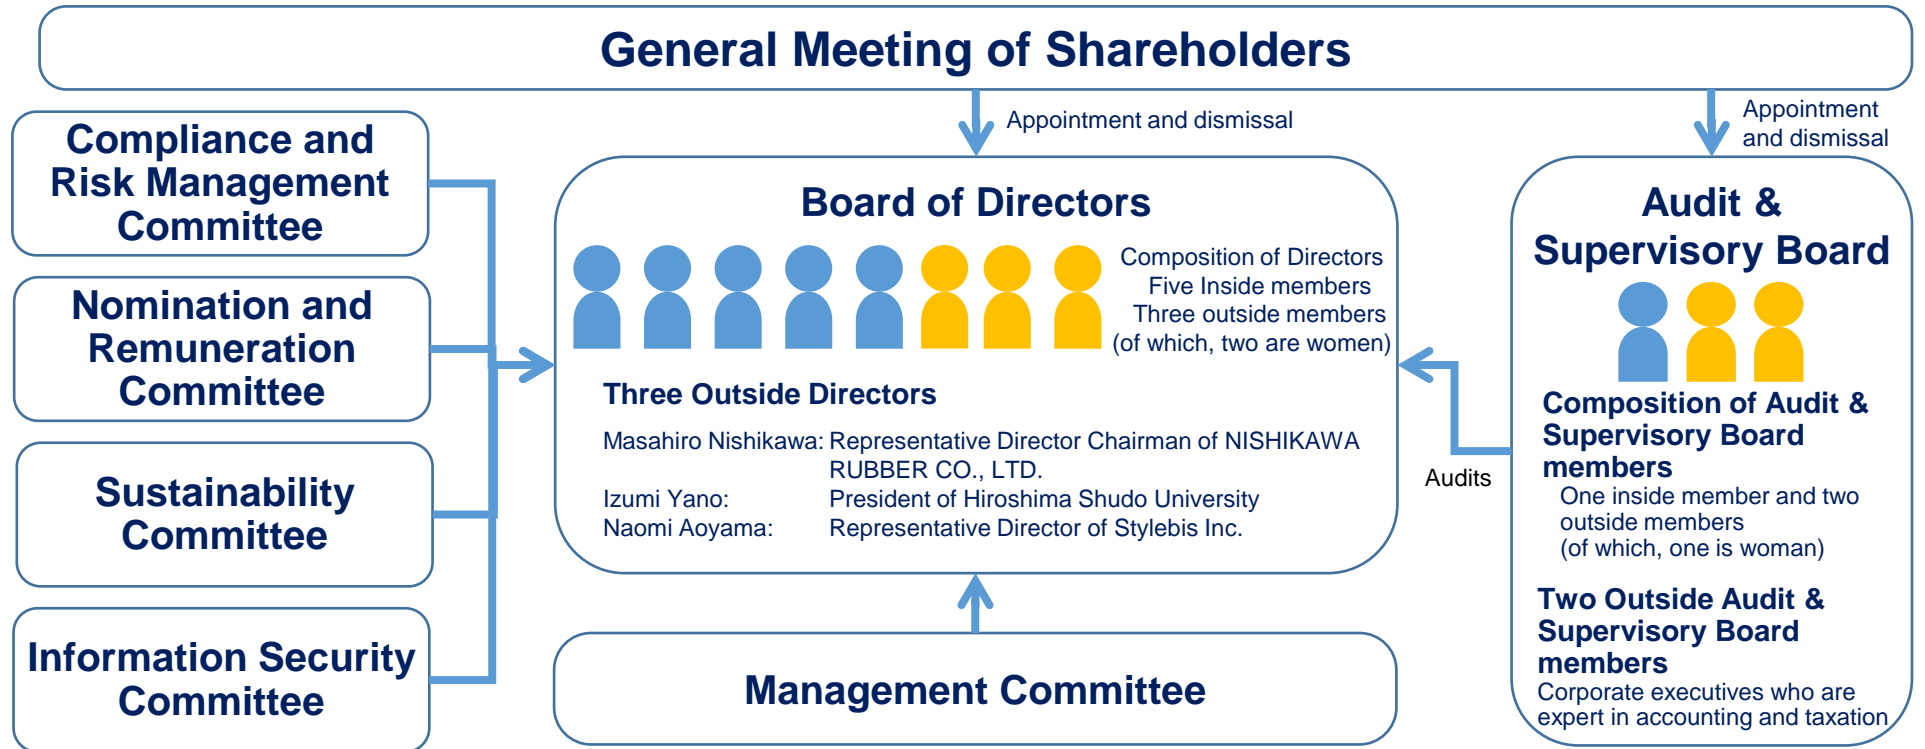 General Meeting of Shareholders
Appointment and dismissal
Appointment
and dismissal
Compliance and
Risk Management
Committee
Nomination and
Remuneration
Committee
Sustainability
Committee
Information Security
Committee
Board of Directors
Composition of Directors
Five Inside members
Three outside members
(of which, two are women)
Three Outside Directors
Masahiro Nishikawa: Representative Director Chairman of NISHIKAWA
RUBBER CO., LTD.
Izumi Yano: President of Hiroshima Shudo University
Naomi Aoyama: Representative Director of Stylebis Inc.
Management Committee
Audits
Audit &
Supervisory Board
Composition of Audit &
Supervisory Board
members
One inside member and two
outside members
(of which, one is woman)
Two Outside Audit &
Supervisory Board
members
Corporate executives who are
expert in accounting and taxation